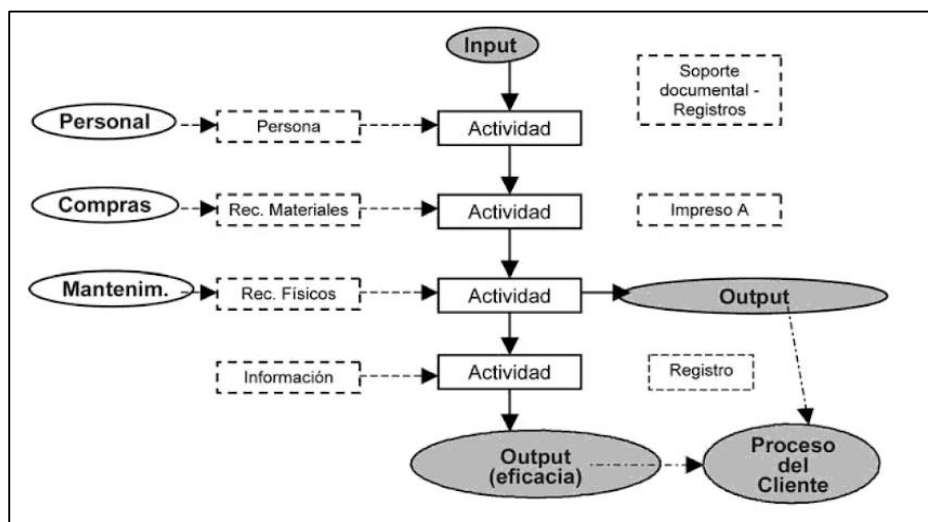 Input
Soporte
documental -
Registros
Personal
Persona
Actividad
Compras
Rec. Materiales
Actividad
Impreso A
Mantenim.
Rec. Físicos
Actividad
Output
Información
Actividad
Registro
Output
(eficacia)
Proceso
del
Cliente